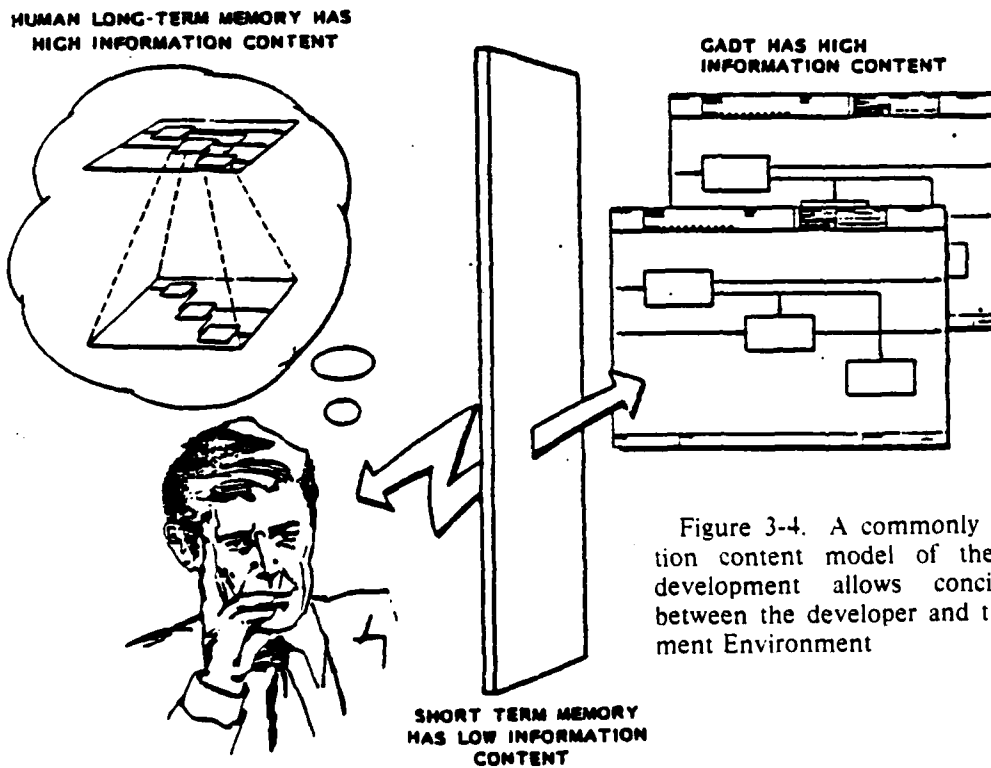 HUMAN LONG-TERM MEMORY HAS
HIGH INFORMATION CONTENT
GADT HAS HIGH
INFORMATION CONTENT
Figure 3-4. A commonly
tion content model of the
development allows conci
between the developer and t
ment Environment
SHORT TERM MEMORY
HAS LOW INFORMATION
CONTENT